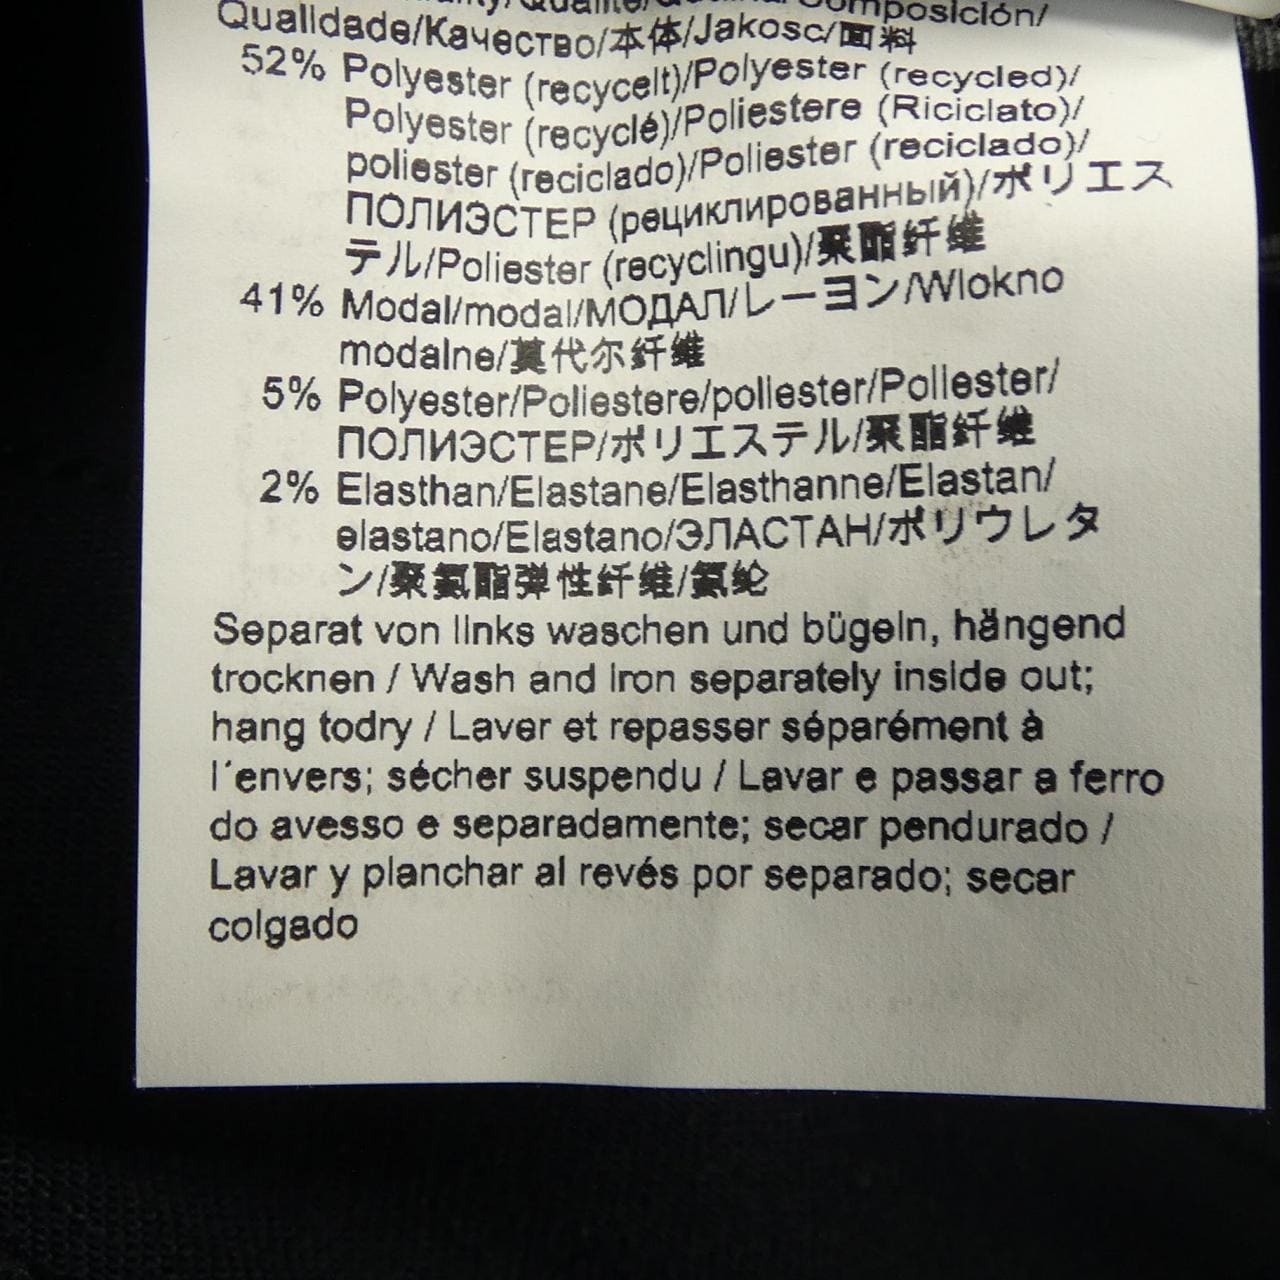 Qualité/ Composición/
Qualidade/Качество/本体/Jakosc/面料
52% Polyester (recycelt)/Polyester (recycled)/
Polyester (recyclé)/Poliestere (Riciclato)/
poliester (reciclado)/Poliester (reciclado)/
ПОЛИЭСТЕР (рециклированный)/ポリエス
テル/Poliester (recyclingu)/聚酯纤维
41% Modal/modal/МОДАЛ/レーヨン/Wlokno
modalne/莫代尔纤维
5% Polyester/Poliestere/poliester/Poliester/
ПОЛИЭСТЕР/ポリエステル/聚酯纤维
2% Elasthan/Elastane/Elasthanne/Elastan/
elastano/Elastano/ЭЛАСТАН/ポリウレタ
ン/聚氨酯弹性纤维/氨纶
Separat von links waschen und bügeln, hängend
trocknen / Wash and iron separately inside out;
hang todry / Laver et repasser séparément à
l´envers; sécher suspendu / Lavar e passar a ferro
do avesso e separadamente; secar pendurado /
Lavar y planchar al revés por separado; secar
colgado